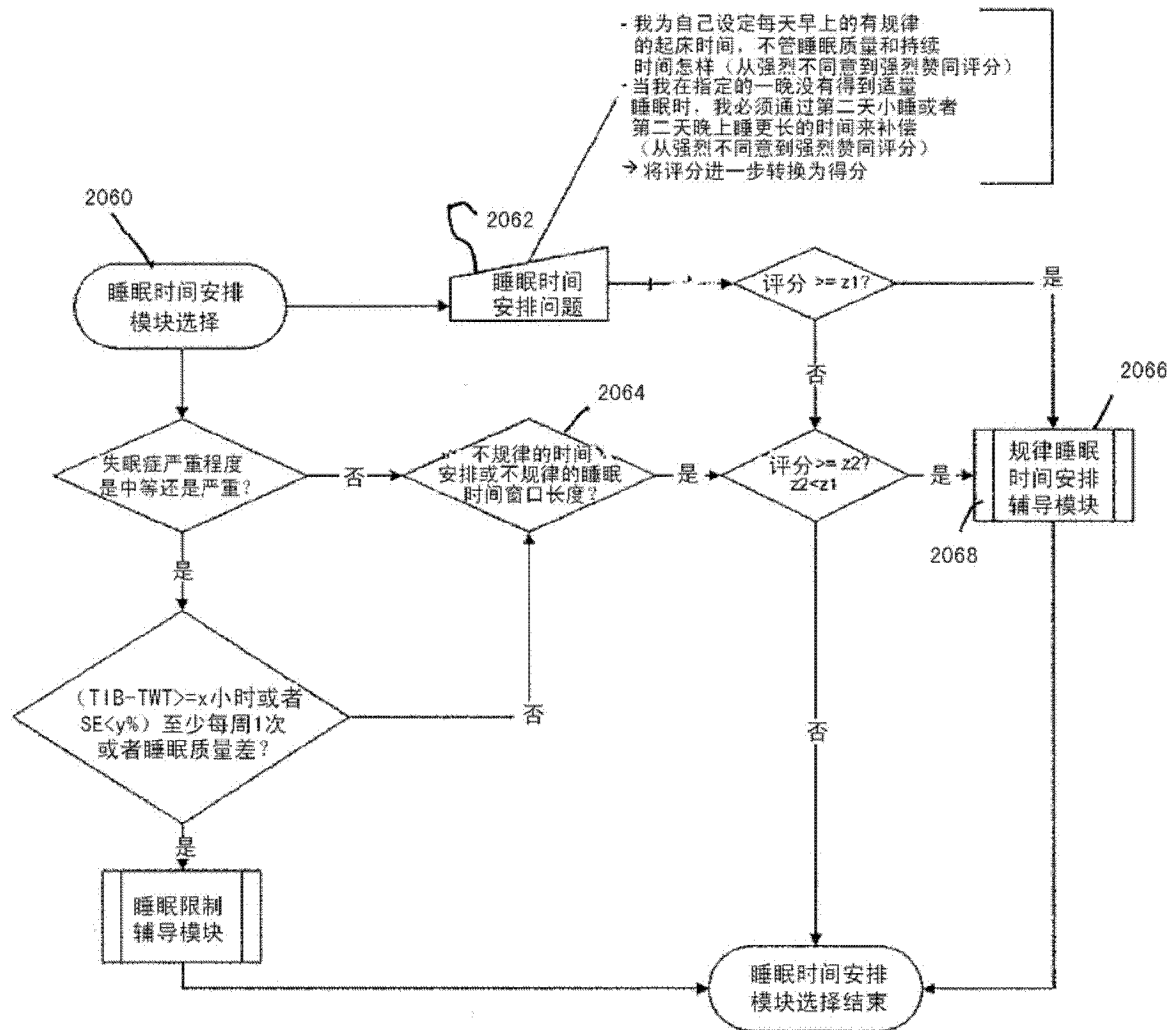 - 我为自己设定每天早上的有规律
的起床时间，不管睡眠质量和持续
时间怎样（从强烈不同意到强烈赞同评分）
- 当我在指定的一晚没有得到适量
睡眠时，我必须通过第二天小睡或者
第二天晚上睡更长的时间来补偿
（从强烈不同意到强烈赞同评分）
→ 将评分进一步转换为得分
2060
2062
睡眠时间安排
模块选择
睡眠时间
安排问题
评分 >= z1?
是
否
2064
2066
失眠症严重程度
是中等还是严重?
否
不规律的时间
安排或不规律的睡眠
时间窗口长度?
是
评分>= z2?
z2<z1
是
规律睡眠
时间安排
辅导模块
2068
是
(TIB-TWT>=x小时或者
SE<y%) 至少每周1次
或者睡眠质量差?
否
否
是
睡眠限制
辅导模块
睡眠时间安排
模块选择结束